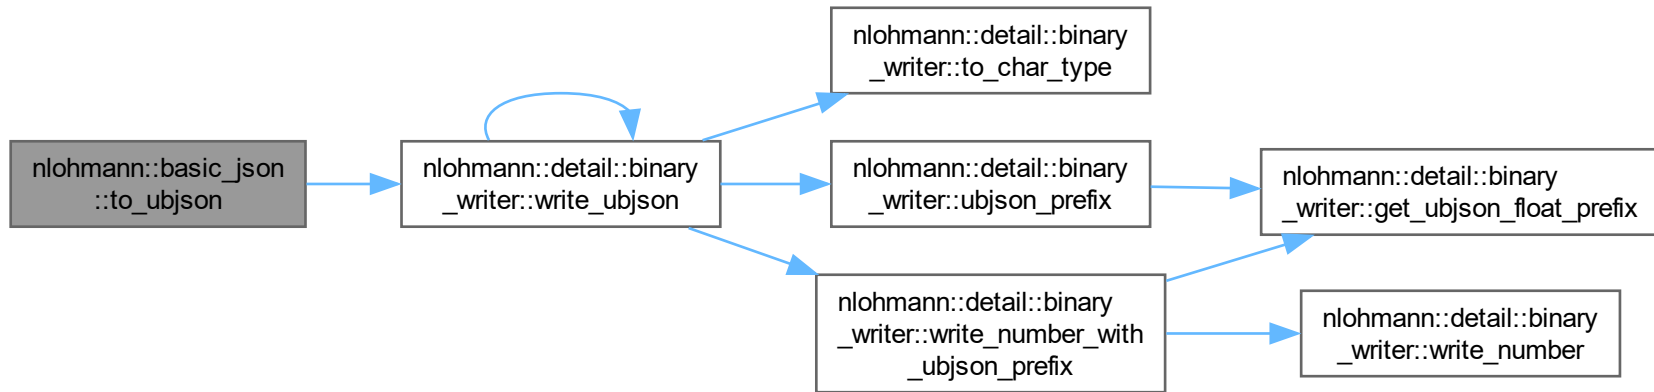 nlohmann::basic_json
::to_ubjson
nlohmann::detail::binary
_writer::write_ubjson
nlohmann::detail::binary
_writer::to_char_type
nlohmann::detail::binary
_writer::ubjson_prefix
nlohmann::detail::binary
_writer::write_number_with
_ubjson_prefix
nlohmann::detail::binary
_writer::get_ubjson_float_prefix
nlohmann::detail::binary
_writer::write_number